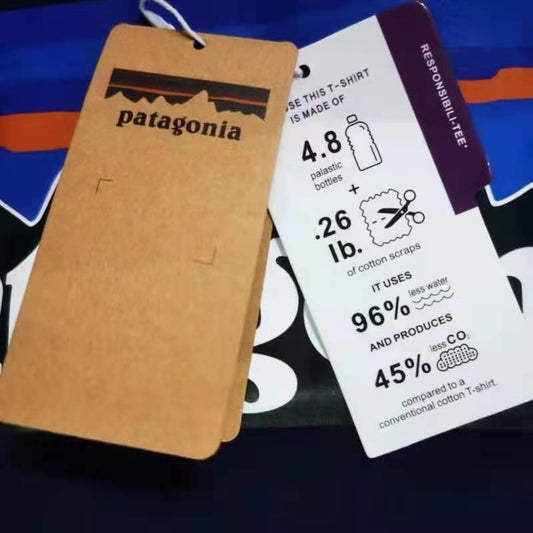 patagonia
RESPONSIBILI-TEE*
USE THIS T-SHIRT
IS MADE OF
4.8
palastic
bottles
+
.26
lb.
of cotton scraps
IT USES
96% less water
AND PRODUCES
45% less CO₂
compared to a
conventional cotton T-shirt.